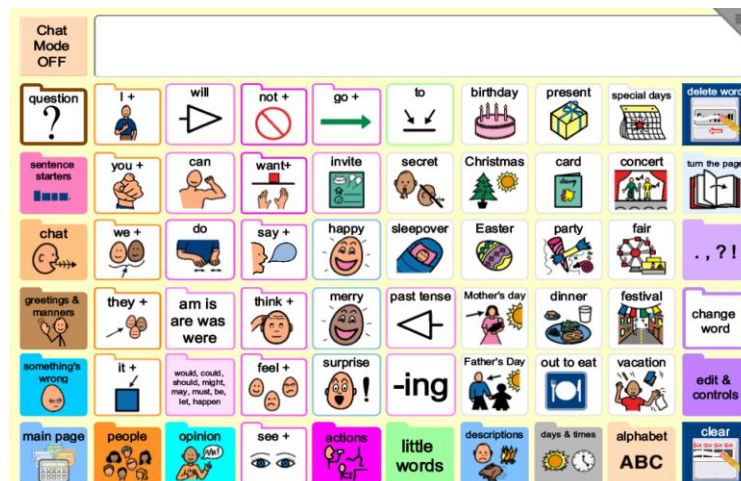 Chat
Mode
OFF
question
?
I +
will
not +
go +
to
birthday
present
special days
delete word
sentence
starters
you +
can
want+
invite
secret
Christmas
card
concert
turn the page
chat
we +
do
say +
happy
sleepover
Easter
party
fair
. , ? !
greetings &
manners
they +
am is
are was
were
think +
merry
past tense
Mother's day
dinner
festival
change
word
something's
wrong
it +
would, could,
should, might,
may, must, be,
let, happen
feel +
surprise
!
-ing
Father's Day
out to eat
vacation
edit &
controls
main page
people
opinion
see +
actions
little
words
descriptions
days & times
alphabet
ABC
clear